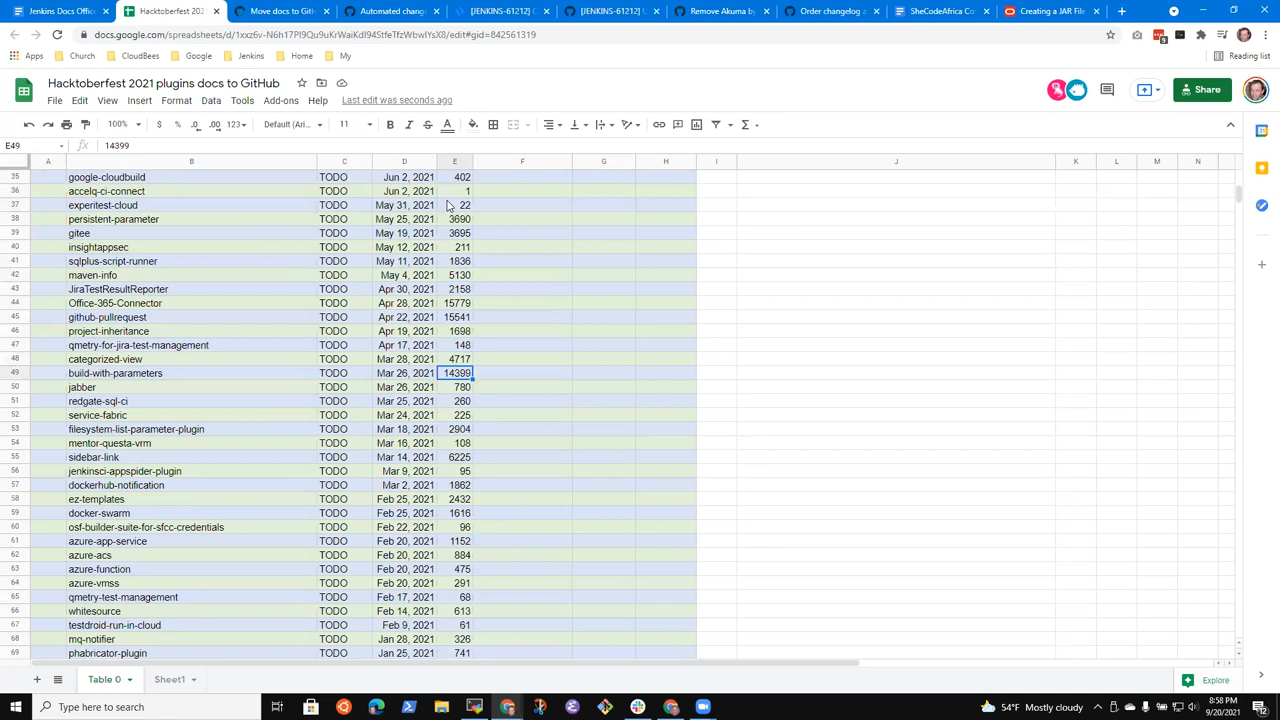 Jenkins Docs Offic
Hacktoberfest 202
Move docs to GitH
Automated chang
[JENKINS-61212] G
[JENKINS-61212] U
Remove Akuma by
Order changelog a
SheCodeAfrica Co
Creating a JAR File
docs.google.com/spreadsheets/d/1xxz6v-N6h17PI9Qu9uKrWaiKdI94SteTfzWbwIYsX8/edit#gid=842561319
Apps Church CloudBees Google Jenkins Home My Reading list
Hacktoberfest 2021 plugins docs to GitHub
File Edit View Insert Format Data Tools Add-ons Help Last edit was seconds ago
Share
100% $ % .0 .00 123 Default (Ari... 11
E49 fx 14399
A B C D E F G H I J K L M N
35 google-cloudbuild TODO Jun 2, 2021 402
36 accelq-ci-connect TODO Jun 2, 2021 1
37 experitest-cloud TODO May 31, 2021 22
38 persistent-parameter TODO May 25, 2021 3690
39 gitee TODO May 19, 2021 3695
40 insightappsec TODO May 12, 2021 211
41 sqlplus-script-runner TODO May 11, 2021 1836
42 maven-info TODO May 4, 2021 5130
43 JiraTestResultReporter TODO Apr 30, 2021 2158
44 Office-365-Connector TODO Apr 28, 2021 15779
45 github-pullrequest TODO Apr 22, 2021 15541
46 project-inheritance TODO Apr 19, 2021 1698
47 qmetry-for-jira-test-management TODO Apr 17, 2021 148
48 categorized-view TODO Mar 28, 2021 4717
49 build-with-parameters TODO Mar 26, 2021 14399
50 jabber TODO Mar 26, 2021 780
51 redgate-sql-ci TODO Mar 25, 2021 260
52 service-fabric TODO Mar 24, 2021 225
53 filesystem-list-parameter-plugin TODO Mar 18, 2021 2904
54 mentor-questa-vrm TODO Mar 16, 2021 108
55 sidebar-link TODO Mar 14, 2021 6225
56 jenkinsci-appspider-plugin TODO Mar 9, 2021 95
57 dockerhub-notification TODO Mar 2, 2021 1862
58 ez-templates TODO Feb 25, 2021 2432
59 docker-swarm TODO Feb 25, 2021 1616
60 osf-builder-suite-for-sfcc-credentials TODO Feb 22, 2021 96
61 azure-app-service TODO Feb 20, 2021 1152
62 azure-acs TODO Feb 20, 2021 884
63 azure-function TODO Feb 20, 2021 475
64 azure-vmss TODO Feb 20, 2021 291
65 qmetry-test-management TODO Feb 17, 2021 68
66 whitesource TODO Feb 14, 2021 613
67 testdroid-run-in-cloud TODO Feb 9, 2021 61
68 mq-notifier TODO Jan 28, 2021 326
69 phabricator-plugin TODO Jan 25, 2021 741
Table 0 Sheet1 Explore
Type here to search
54°F Mostly cloudy
8:58 PM
9/20/2021